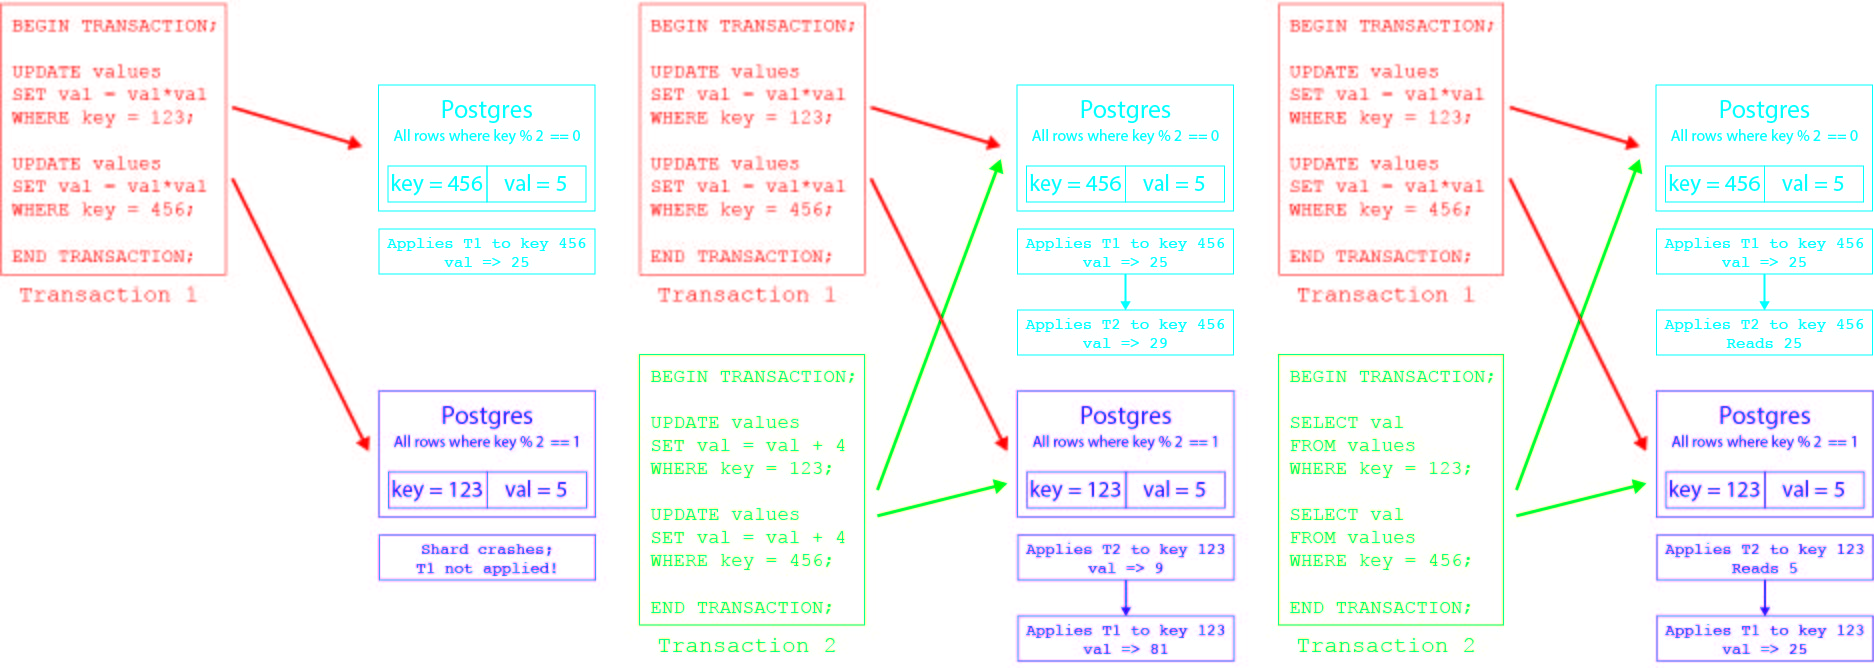 BEGIN TRANSACTION;
UPDATE values
SET val = val*val
WHERE key = 123;
UPDATE values
SET val = val*val
WHERE key = 456;
END TRANSACTION;
Transaction 1
Postgres
All rows where key % 2 == 0
key = 456 val = 5
Applies T1 to key 456
val => 25
Postgres
All rows where key % 2 == 1
key = 123 val = 5
Shard crashes;
T1 not applied!
BEGIN TRANSACTION;
UPDATE values
SET val = val*val
WHERE key = 123;
UPDATE values
SET val = val*val
WHERE key = 456;
END TRANSACTION;
Transaction 1
BEGIN TRANSACTION;
UPDATE values
SET val = val + 4
WHERE key = 123;
UPDATE values
SET val = val + 4
WHERE key = 456;
END TRANSACTION;
Transaction 2
Postgres
All rows where key % 2 == 0
key = 456 val = 5
Applies T1 to key 456
val => 25
Applies T2 to key 456
val => 29
Postgres
All rows where key % 2 == 1
key = 123 val = 5
Applies T2 to key 123
val => 9
Applies T1 to key 123
val => 81
BEGIN TRANSACTION;
UPDATE values
SET val = val*val
WHERE key = 123;
UPDATE values
SET val = val*val
WHERE key = 456;
END TRANSACTION;
Transaction 1
BEGIN TRANSACTION;
SELECT val
FROM values
WHERE key = 123;
SELECT val
FROM values
WHERE key = 456;
END TRANSACTION;
Transaction 2
Postgres
All rows where key % 2 == 0
key = 456 val = 5
Applies T1 to key 456
val => 25
Applies T2 to key 456
Reads 25
Postgres
All rows where key % 2 == 1
key = 123 val = 5
Applies T2 to key 123
Reads 5
Applies T1 to key 123
val => 25